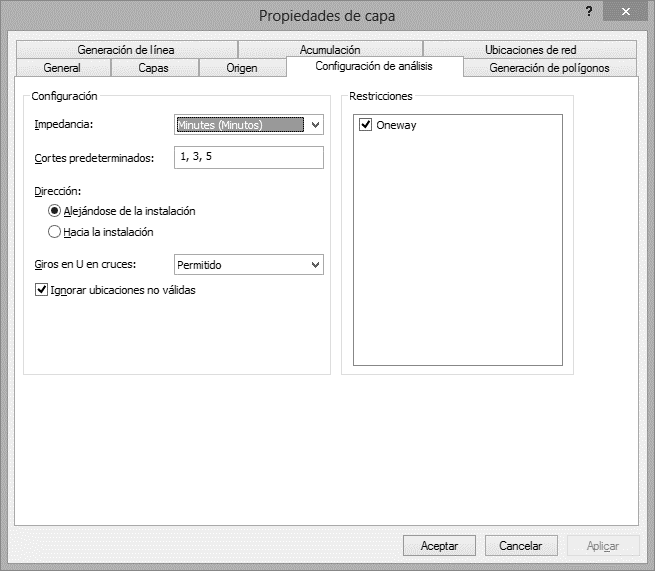 Propiedades de capa
?
Generación de línea
Acumulación
Ubicaciones de red
General
Capas
Origen
Configuración de análisis
Generación de polígonos
Configuración
Impedancia:
Minutes (Minutos)
Cortes predeterminados:
1, 3, 5
Dirección:
Alejándose de la instalación
Hacia la instalación
Giros en U en cruces:
Permitido
Ignorar ubicaciones no válidas
Restricciones
Oneway
Aceptar
Cancelar
Aplicar